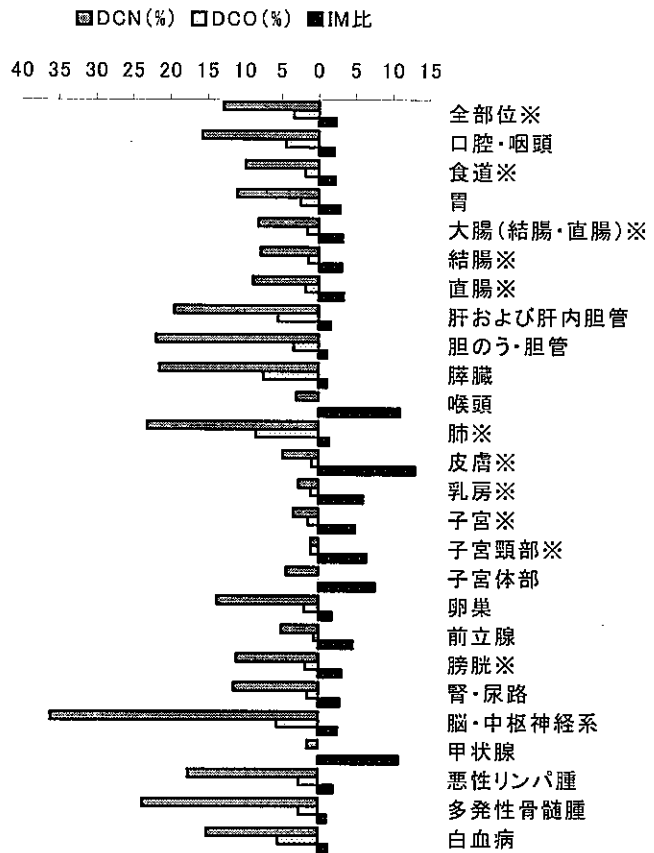 DCN(%) DCO(%) IM比
40 35 30 25 20 15 10 5 0 5 10 15
全部位※
口腔・咽頭
食道※
胃
大腸(結腸・直腸)※
結腸※
直腸※
肝および肝内胆管
胆のう・胆管
膵臓
喉頭
肺※
皮膚※
乳房※
子宮※
子宮頸部※
子宮体部
卵巣
前立腺
膀胱※
腎・尿路
脳・中枢神経系
甲状腺
悪性リンパ腫
多発性骨髄腫
白血病